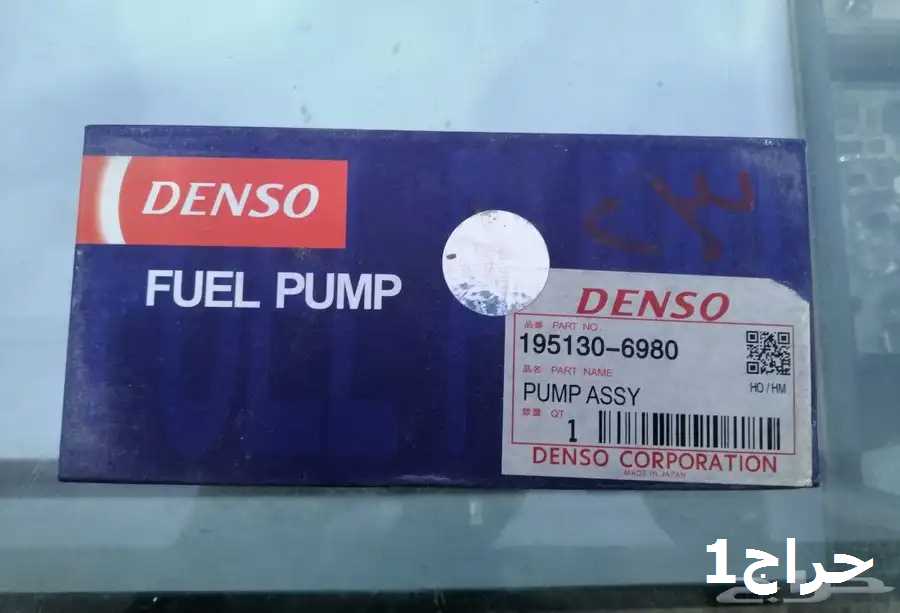 DENSO
FUEL PUMP
DENSO
品番 PART NO.
195130-6980
品名 PART NAME
HO / HM
PUMP ASSY
数量 QT
1
DENSO CORPORATION
MADE IN JAPAN
حراج1